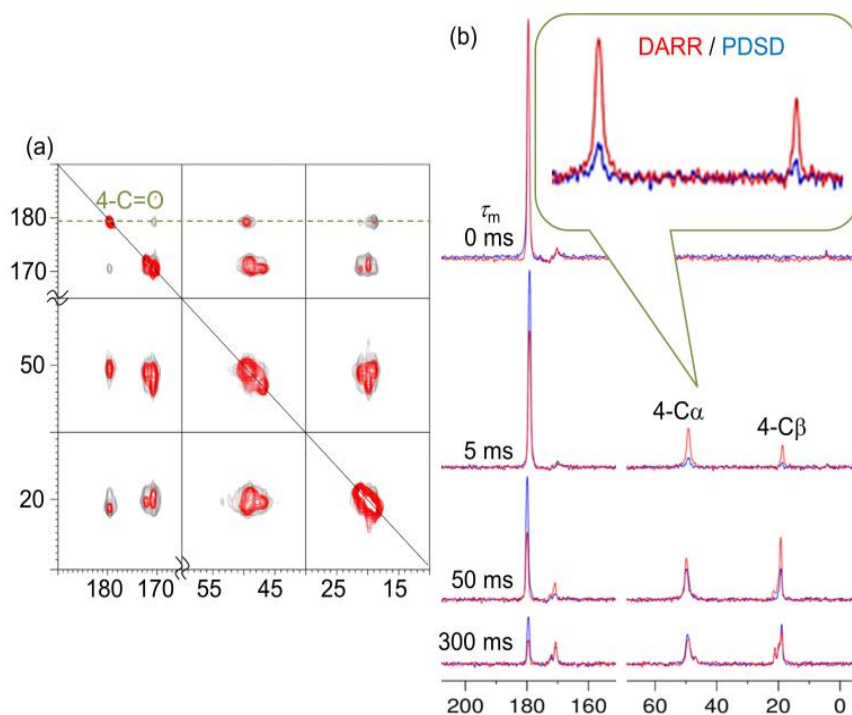 (a)
4-C=O
180
170
50
20
180 170 55 45 25 15
(b)
DARR / PDSD
τm
0 ms
4-Cα
4-Cβ
5 ms
50 ms
300 ms
200 180 160 60 40 20 0